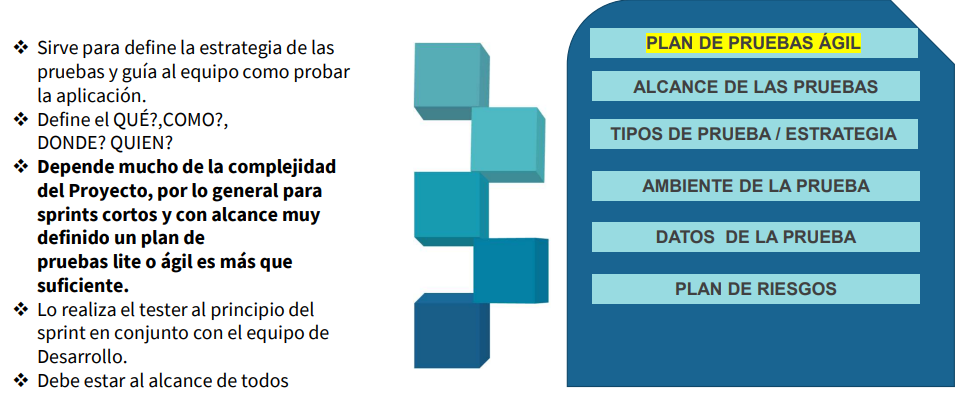 ❖ Sirve para define la estrategia de las
pruebas y guía al equipo como probar
la aplicación.
❖ Define el QUÉ?,COMO?,
DONDE? QUIEN?
❖ Depende mucho de la complejidad
del Proyecto, por lo general para
sprints cortos y con alcance muy
definido un plan de
pruebas lite o ágil es más que
suficiente.
❖ Lo realiza el tester al principio del
sprint en conjunto con el equipo de
Desarrollo.
❖ Debe estar al alcance de todos
PLAN DE PRUEBAS ÁGIL
ALCANCE DE LAS PRUEBAS
TIPOS DE PRUEBA / ESTRATEGIA
AMBIENTE DE LA PRUEBA
DATOS DE LA PRUEBA
PLAN DE RIESGOS